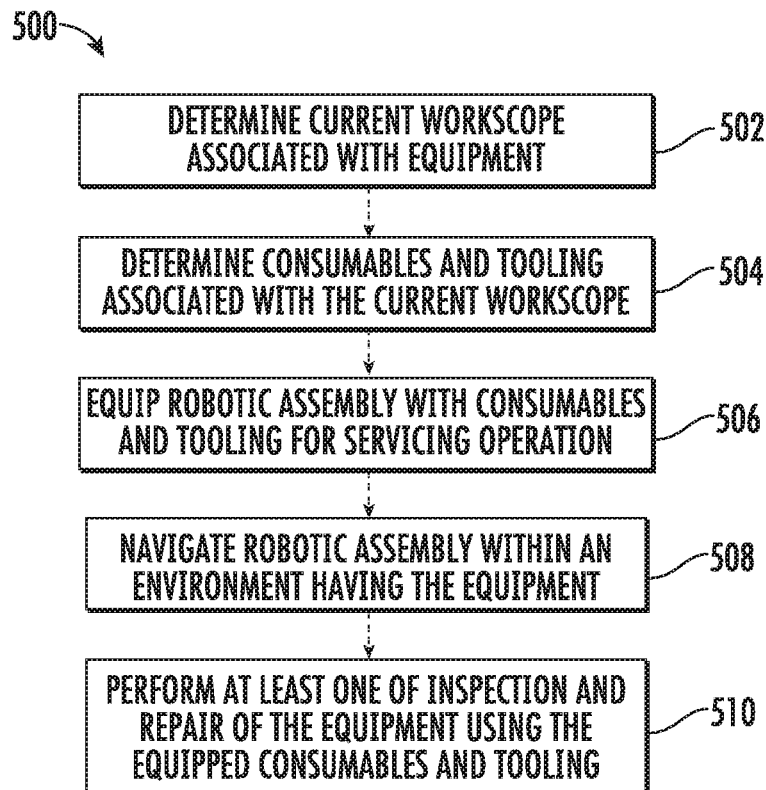 500
DETERMINE CURRENT WORKSCOPE
ASSOCIATED WITH EQUIPMENT
502
DETERMINE CONSUMABLES AND TOOLING
ASSOCIATED WITH THE CURRENT WORKSCOPE
504
EQUIP ROBOTIC ASSEMBLY WITH CONSUMABLES
AND TOOLING FOR SERVICING OPERATION
506
NAVIGATE ROBOTIC ASSEMBLY WITHIN AN
ENVIRONMENT HAVING THE EQUIPMENT
508
PERFORM AT LEAST ONE OF INSPECTION AND
REPAIR OF THE EQUIPMENT USING THE
EQUIPPED CONSUMABLES AND TOOLING
510